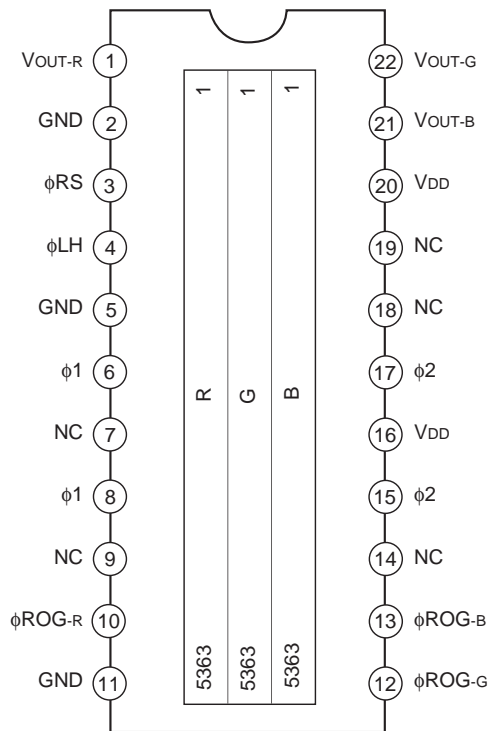 VOUT-R 1
GND 2
φRS 3
φLH 4
GND 5
φ1 6
NC 7
φ1 8
NC 9
φROG-R 10
GND 11
1 1 1
R G B
5363 5363 5363
22 VOUT-G
21 VOUT-B
20 VDD
19 NC
18 NC
17 φ2
16 VDD
15 φ2
14 NC
13 φROG-B
12 φROG-G